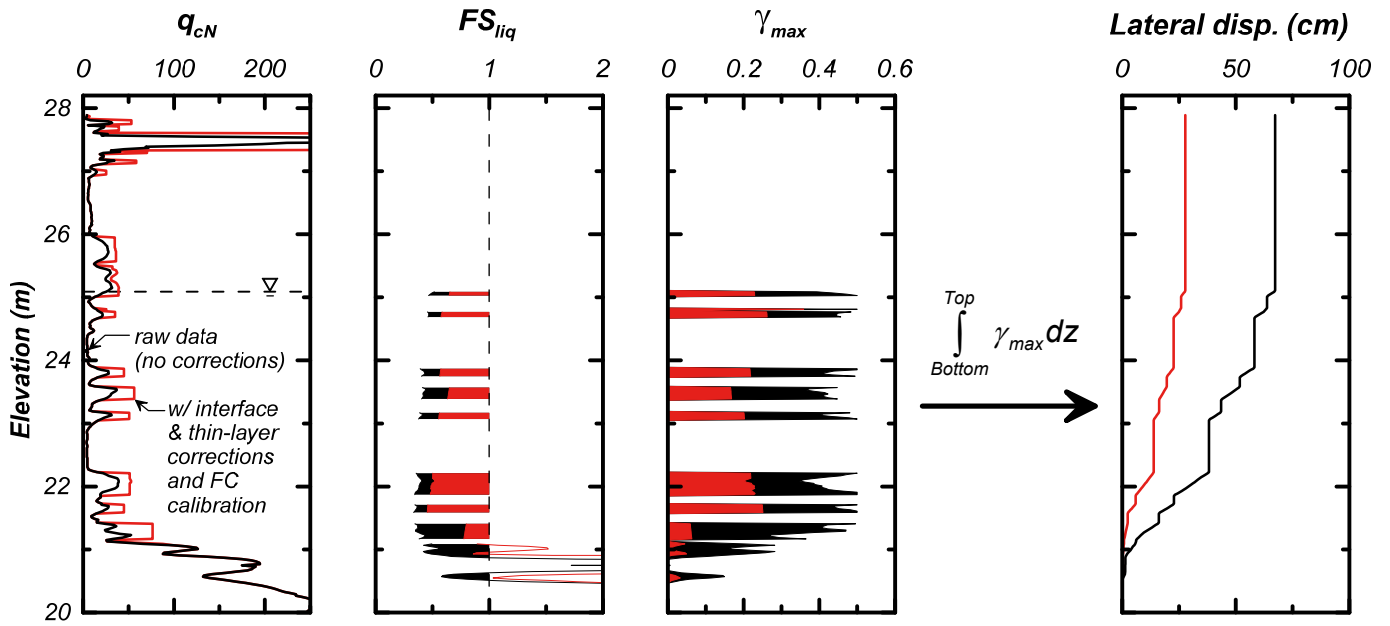 q_cN
FS_liq
γ_max
Lateral disp. (cm)
0 100 200
0 1 2
0 0.2 0.4 0.6
0 50 100
Elevation (m)
28
26
24
22
20
raw data
(no corrections)
w/ interface
& thin-layer
corrections
and FC
calibration
Top
∫ γ_max dz
Bottom